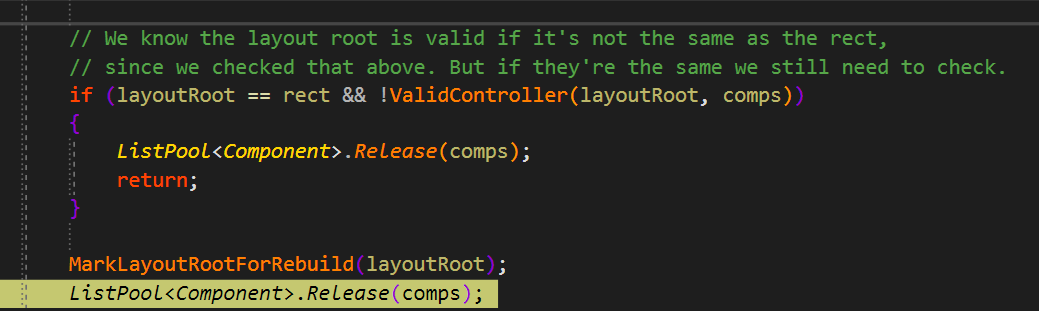 // We know the layout root is valid if it's not the same as the rect,
// since we checked that above. But if they're the same we still need to check.
if (layoutRoot == rect && !ValidController(layoutRoot, comps))
{
ListPool<Component>.Release(comps);
return;
}
MarkLayoutRootForRebuild(layoutRoot);
ListPool<Component>.Release(comps);